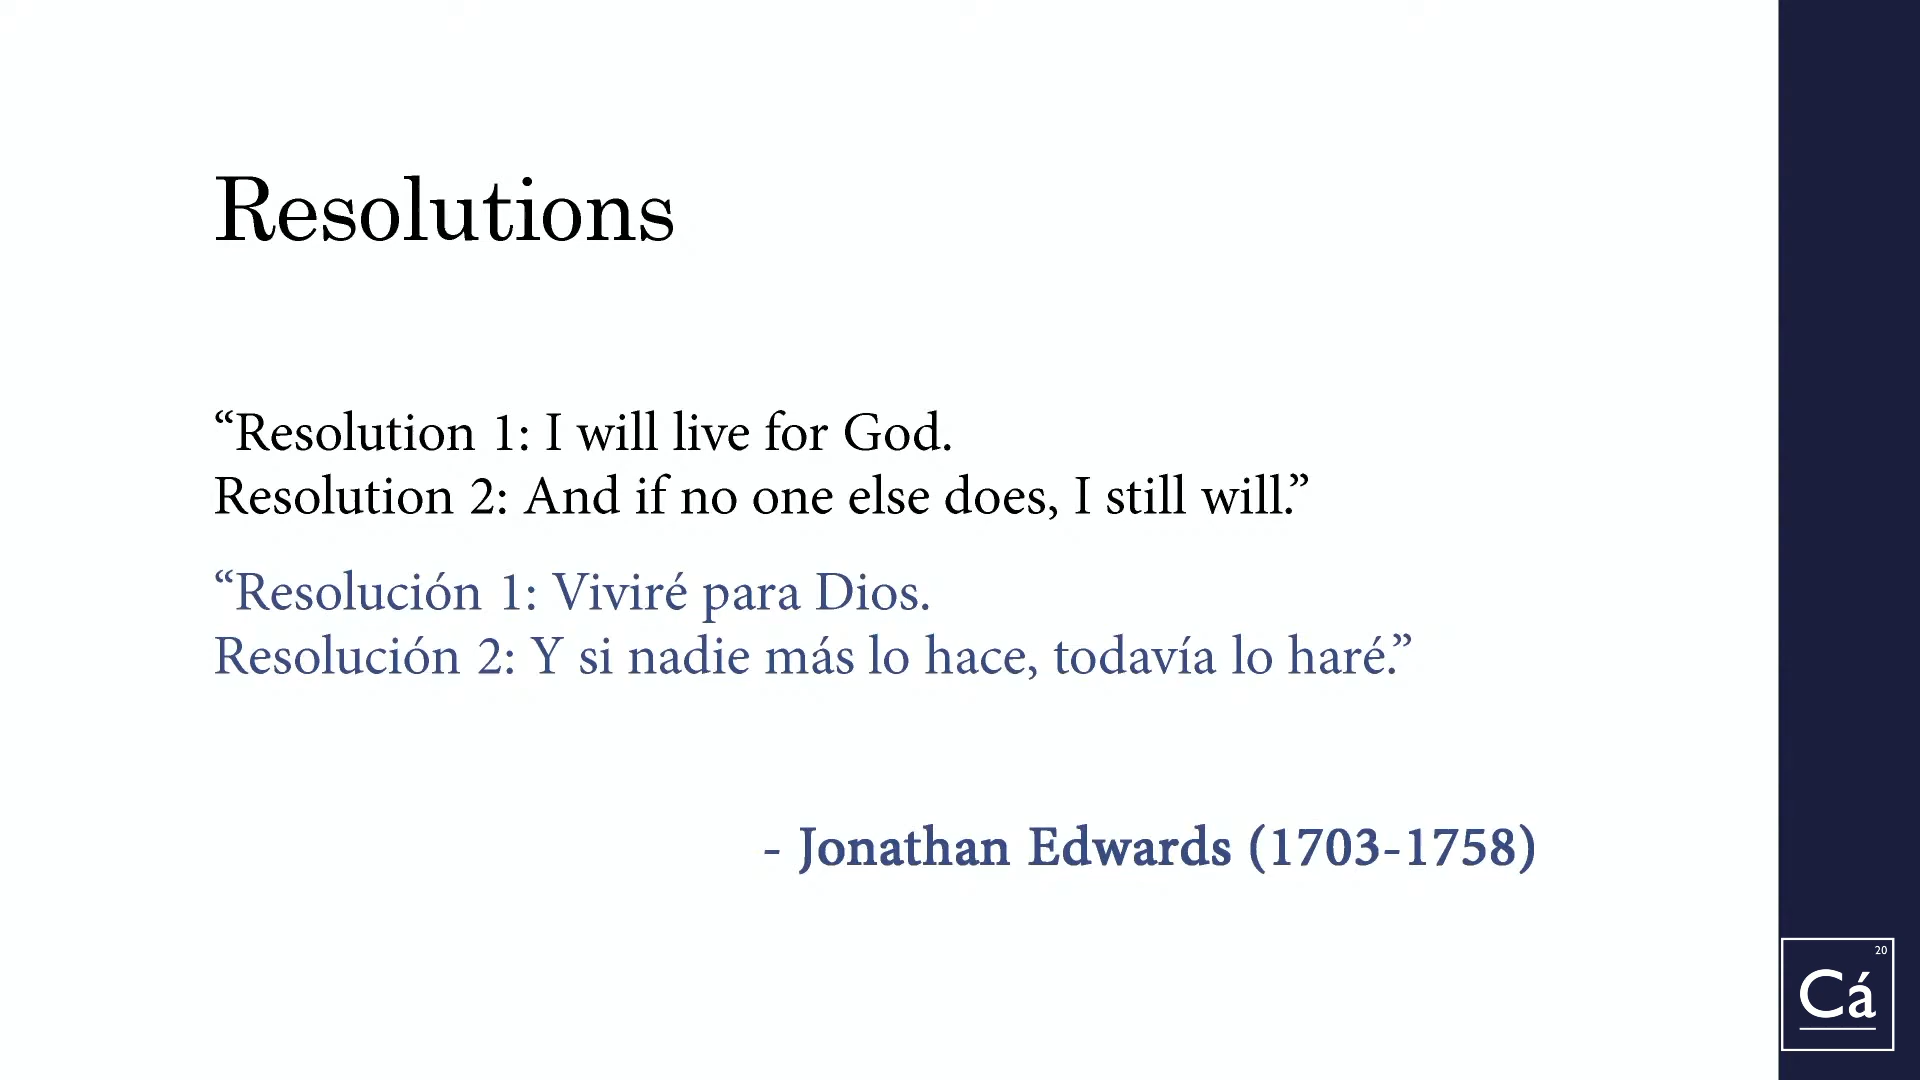 Resolutions
“Resolution 1: I will live for God.
Resolution 2: And if no one else does, I still will.”
“Resolución 1: Viviré para Dios.
Resolución 2: Y si nadie más lo hace, todavía lo haré.”
- Jonathan Edwards (1703-1758)
20
Cá